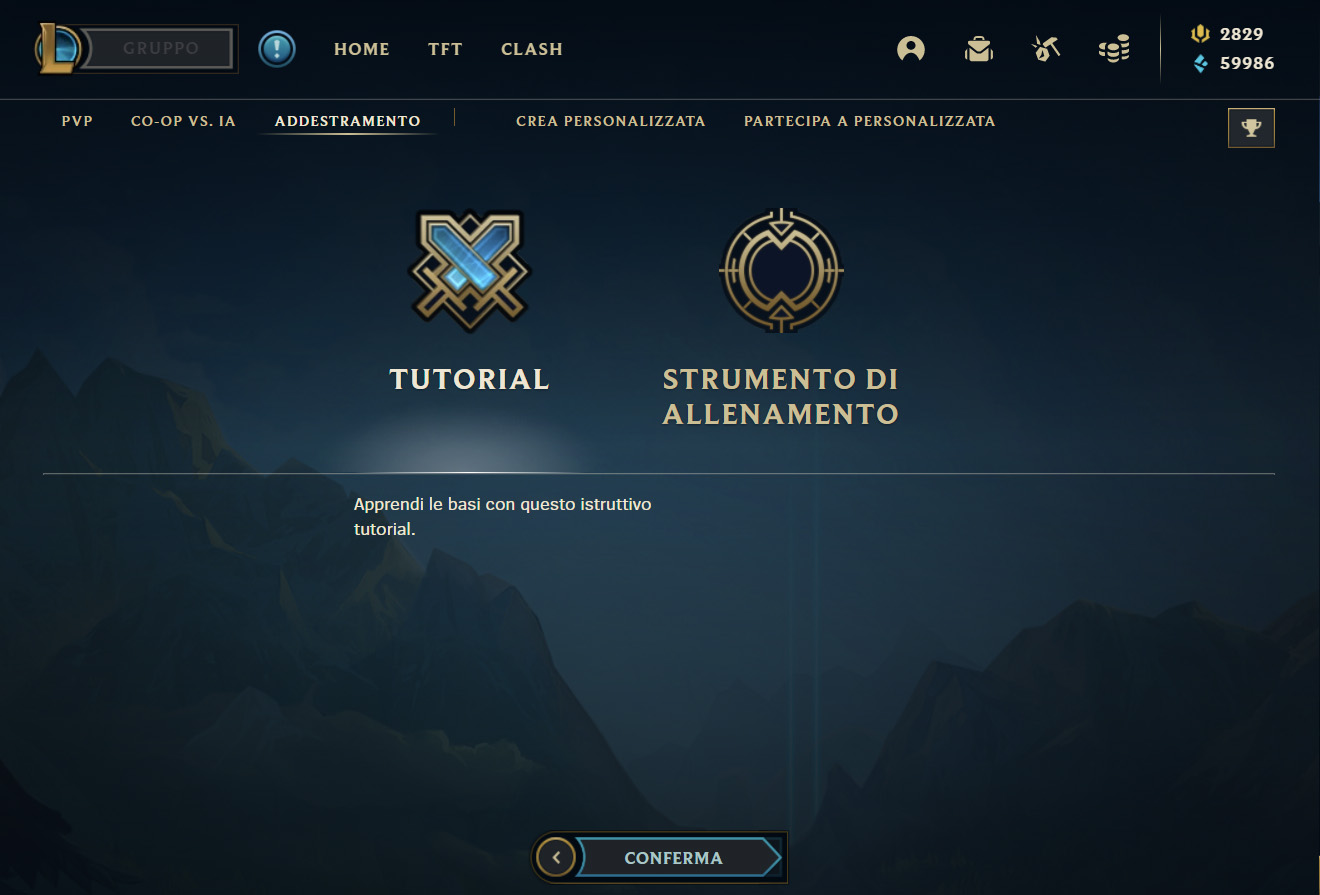 GRUPPO
HOME
TFT
CLASH
2829
59986
PVP
CO-OP VS. IA
ADDESTRAMENTO
CREA PERSONALIZZATA
PARTECIPA A PERSONALIZZATA
TUTORIAL
STRUMENTO DI
ALLENAMENTO
Apprendi le basi con questo istruttivo
tutorial.
CONFERMA